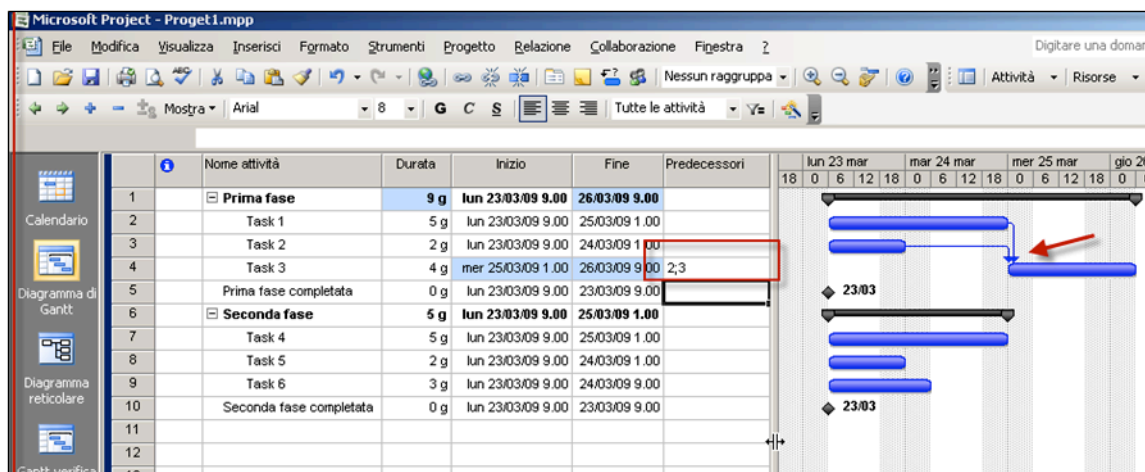 Microsoft Project - Proget1.mpp
File Modifica Visualizza Inserisci Formato Strumenti Progetto Relazione Collaborazione Finestra ? Digitare una doma
Nessun raggruppa Attività Risorse
Mostra Arial 8 G C S Tutte le attività
Nome attività Durata Inizio Fine Predecessori lun 23 mar mar 24 mar mer 25 mar gio 2
18 0 6 12 18 0 6 12 18 0 6 12 18 0
1 Prima fase 9 g lun 23/03/09 9.00 26/03/09 9.00
Calendario 2 Task 1 5 g lun 23/03/09 9.00 25/03/09 1.00
3 Task 2 2 g lun 23/03/09 9.00 24/03/09 1.00
4 Task 3 4 g mer 25/03/09 1.00 26/03/09 9.00 2;3
Diagramma di Gantt 5 Prima fase completata 0 g lun 23/03/09 9.00 23/03/09 9.00 23/03
6 Seconda fase 5 g lun 23/03/09 9.00 25/03/09 1.00
7 Task 4 5 g lun 23/03/09 9.00 25/03/09 1.00
8 Task 5 2 g lun 23/03/09 9.00 24/03/09 1.00
Diagramma reticolare 9 Task 6 3 g lun 23/03/09 9.00 24/03/09 9.00
10 Seconda fase completata 0 g lun 23/03/09 9.00 23/03/09 9.00 23/03
11
12
Gantt verifica